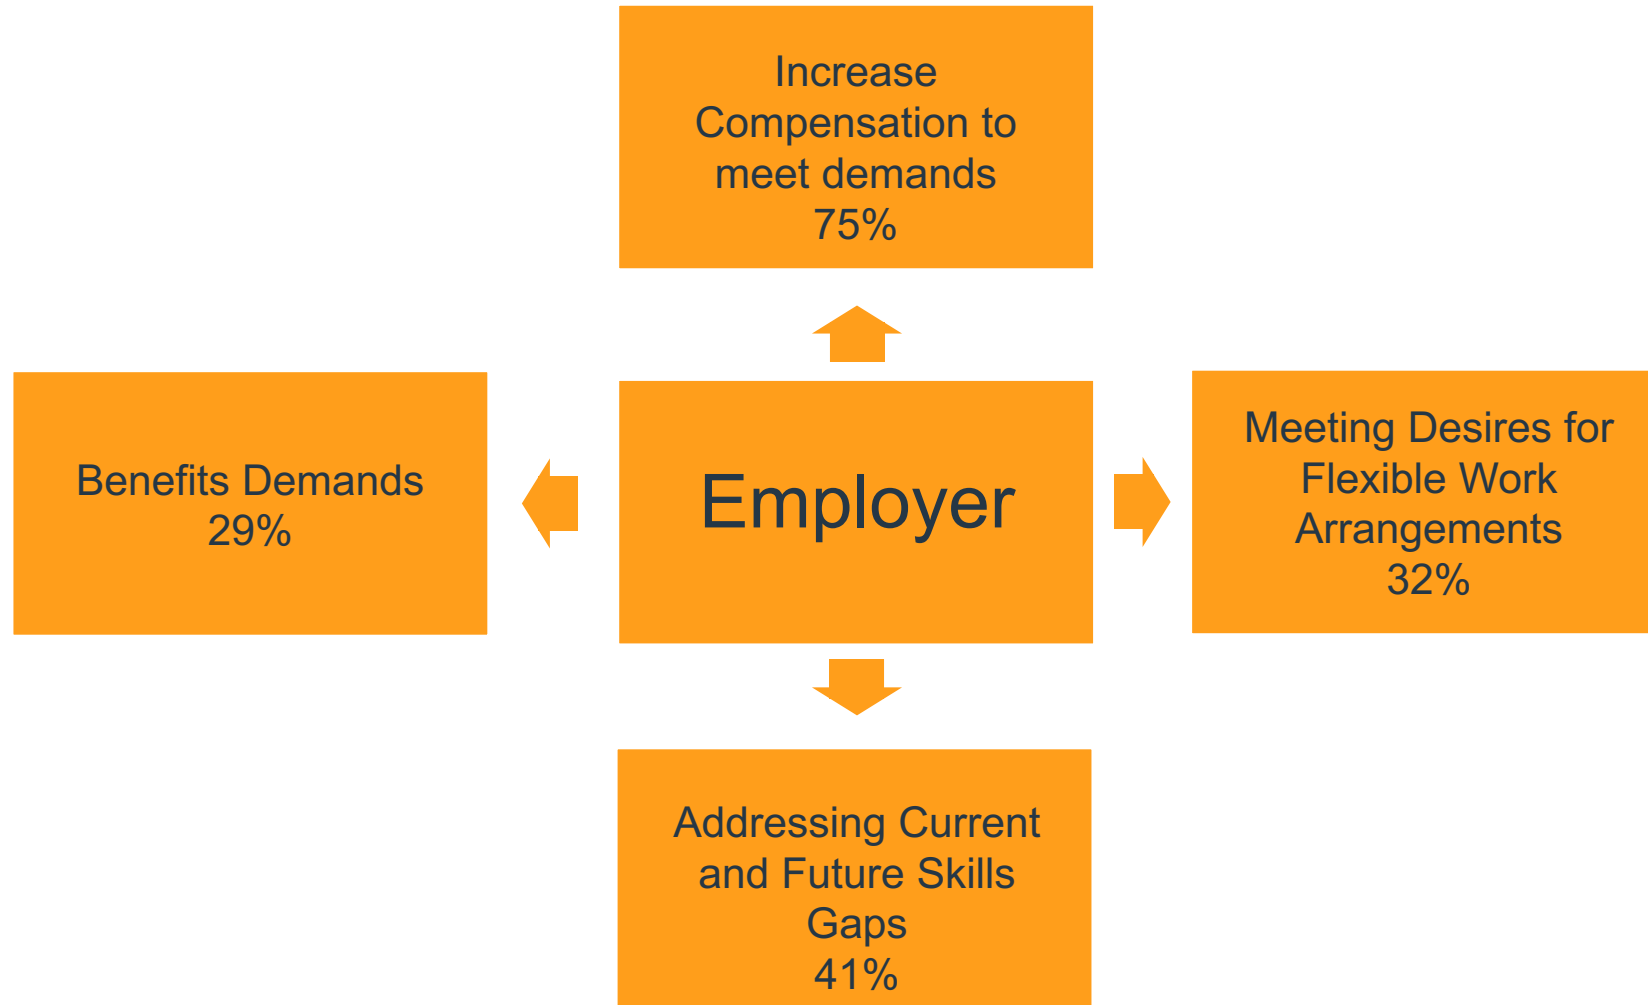 Increase
Compensation to
meet demands
75%
Benefits Demands
29%
Employer
Meeting Desires for
Flexible Work
Arrangements
32%
Addressing Current
and Future Skills
Gaps
41%